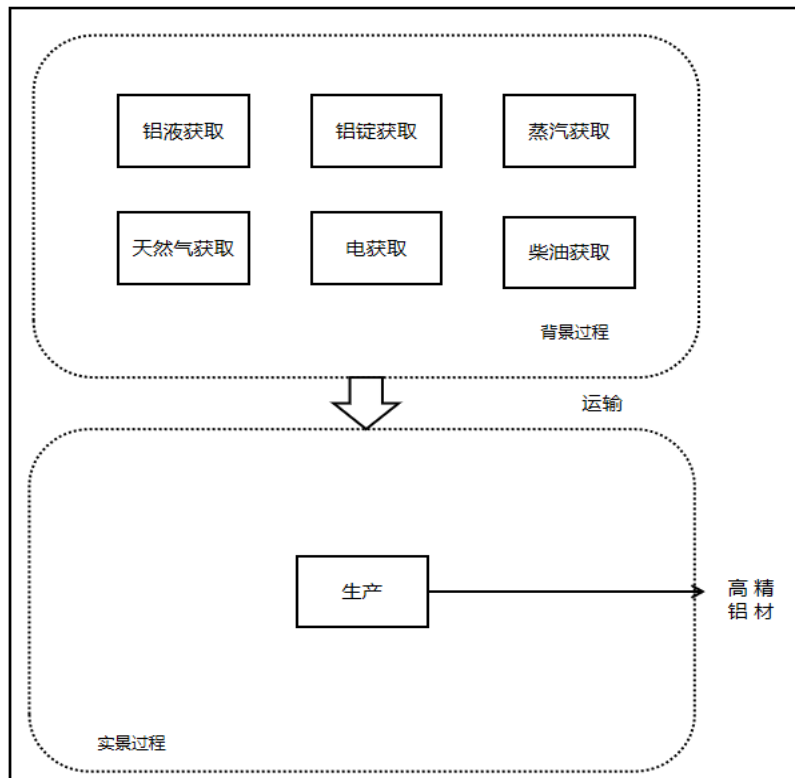 铝液获取
铝锭获取
蒸汽获取
天然气获取
电获取
柴油获取
背景过程
运输
生产
高 精
铝 材
实景过程